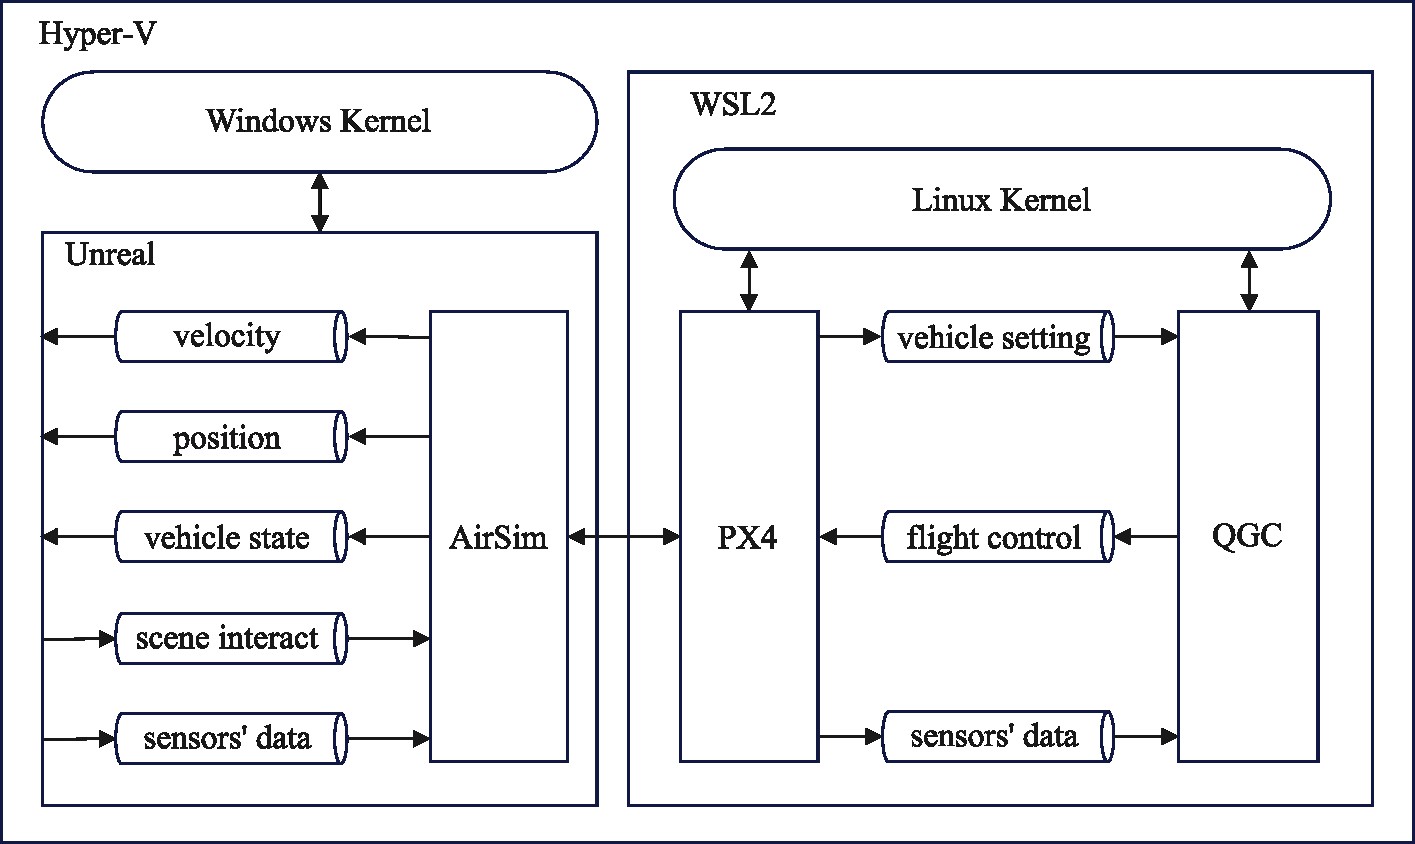 Hyper-V
Windows Kernel
Unreal
velocity
position
vehicle state
scene interact
sensors' data
AirSim
WSL2
Linux Kernel
PX4
vehicle setting
flight control
sensors' data
QGC